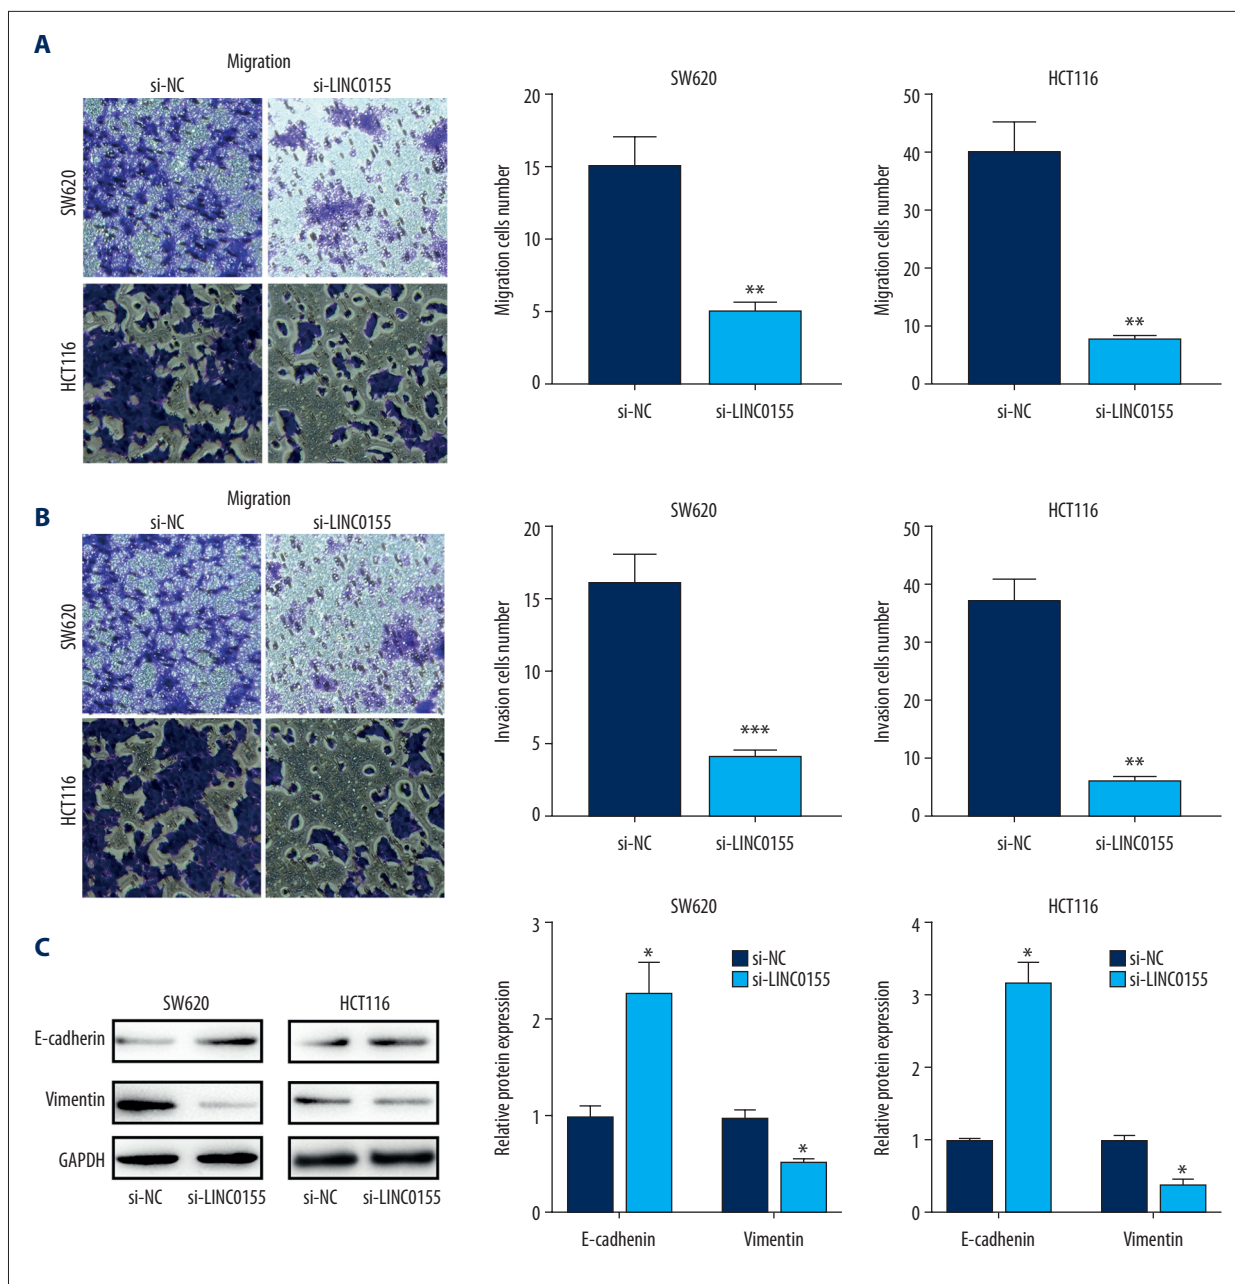 A
Migration
si-NC si-LINC0155
SW620
HCT116
SW620
Migration cells number
20
15
10
5
0
**
si-NC si-LINC0155
HCT116
Migration cells number
50
40
30
20
10
0
**
si-NC si-LINC0155
B
Migration
si-NC si-LINC0155
SW620
HCT116
SW620
Invasion cells number
20
15
10
5
0
***
si-NC si-LINC0155
HCT116
Invasion cells number
50
40
30
20
10
0
**
si-NC si-LINC0155
C
SW620 HCT116
E-cadherin
Vimentin
GAPDH
si-NC si-LINC0155 si-NC si-LINC0155
SW620
Relative protein expression
3
2
1
0
si-NC
si-LINC0155
*
*
E-cadhenin Vimentin
HCT116
Relative protein expression
4
3
2
1
0
si-NC
si-LINC0155
*
*
E-cadhenin Vimentin